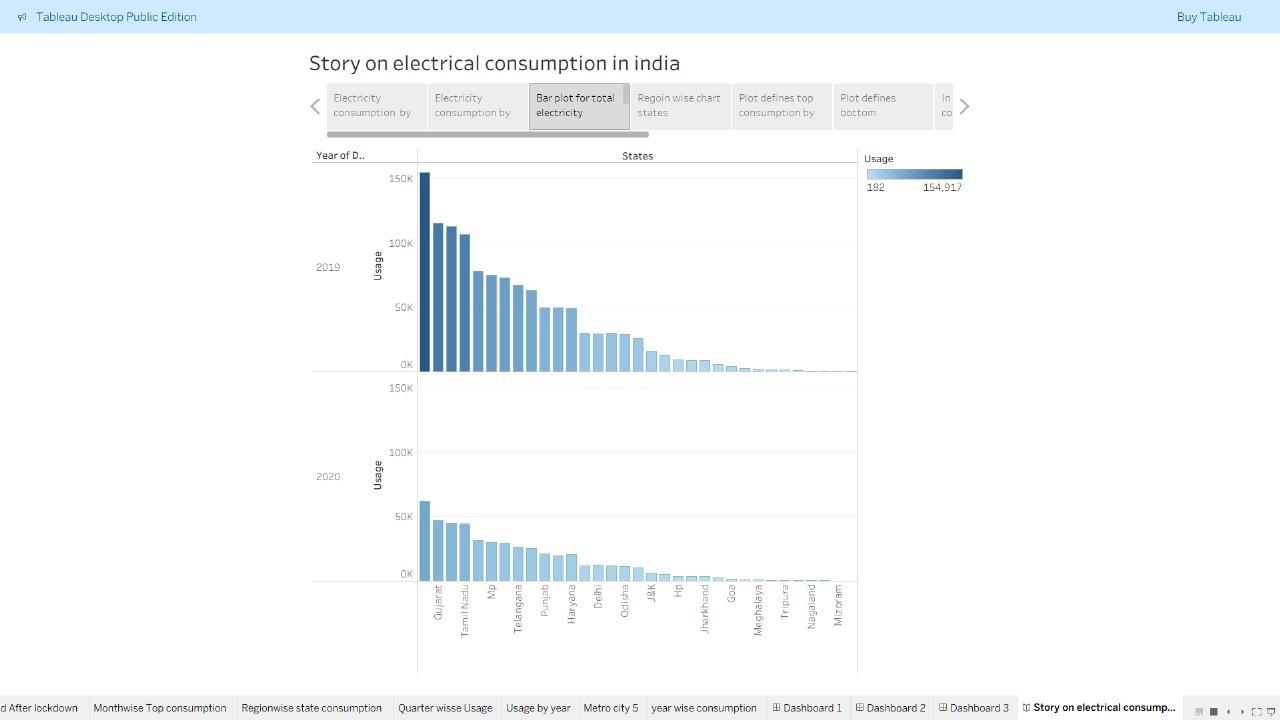 Tableau Desktop Public Edition
Buy Tableau
Story on electrical consumption in india
Electricity
consumption by
Electricity
consumption by
Bar plot for total
electricity
Regoin wise chart
states
Plot defines top
consumption by
Plot defines
bottom
In
co
Year of D..
States
Usage
182
154,917
2019
Usage
150K
100K
50K
0K
2020
Usage
150K
100K
50K
0K
Gujarat
Tamil Nadu
Mp
Telangana
Punjab
Haryana
Delhi
Odisha
J&K
Hp
Jharkhand
Goa
Meghalaya
Tripura
Nagaland
Mizoram
d After lockdown
Monthwise Top consumption
Regionwise state consumption
Quarter wisse Usage
Usage by year
Metro city 5
year wise consumption
Dashboard 1
Dashboard 2
Dashboard 3
Story on electrical consump...